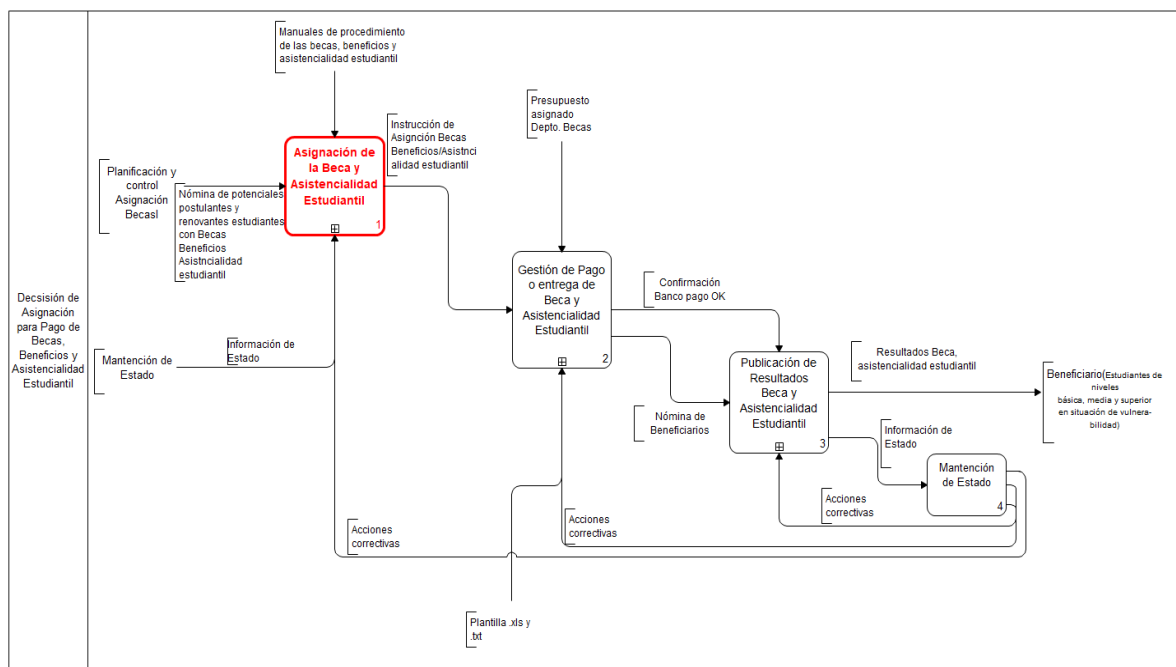 Decsisión de
Asignación
para Pago de
Becas,
Beneficios y
Asistencialidad
Estudiantil
Manuales de procedimiento
de las becas, beneficios y
asistencialidad estudiantil
Planificación y
control
Asignación
Becasl
Nómina de potenciales
postulantes y
renovantes estudiantes
con Becas
Beneficios
Asistncialidad
estudiantil
Asignación de
la Beca y
Asistencialidad
Estudiantil
1
Instrucción de
Asignción Becas
Beneficios/Asistnci
alidad estudiantil
Presupuesto
asignado
Depto. Becas
Mantención de
Estado
Información de
Estado
Gestión de Pago
o entrega de
Beca y
Asistencialidad
Estudiantil
2
Confirmación
Banco pago OK
Nómina de
Beneficiarios
Publicación de
Resultados
Beca y
Asistencialidad
Estudiantil
3
Resultados Beca,
asistencialidad estudiantil
Beneficiario(Estudiantes de
niveles
básica, media y superior
en situación de vulnera-
bilidad)
Información de
Estado
Mantención
de Estado
4
Acciones
correctivas
Acciones
correctivas
Acciones
correctivas
Plantilla .xls y
.txt